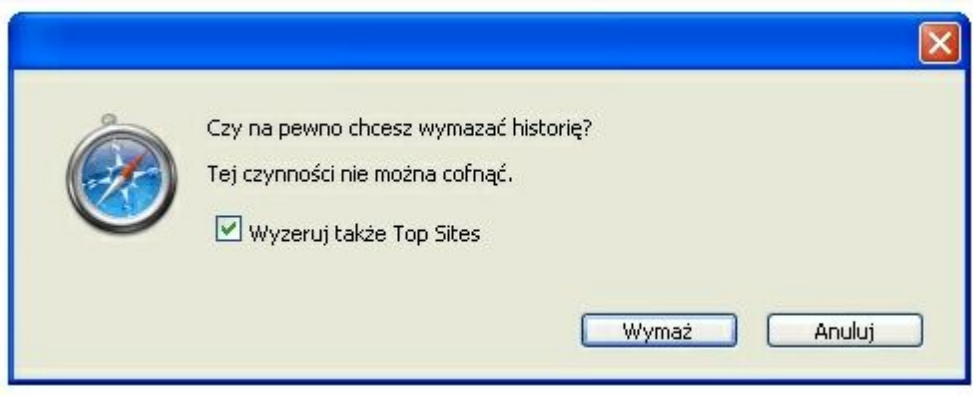 Czy na pewno chcesz wymazać historię?
Tej czynności nie można cofnąć.
Wyzeruj także Top Sites
Wymaż Anuluj